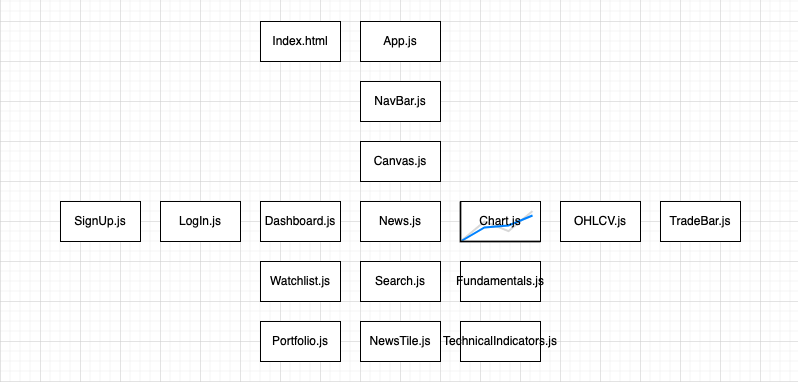 Index.html
App.js
NavBar.js
Canvas.js
SignUp.js
LogIn.js
Dashboard.js
News.js
Chart.js
OHLCV.js
TradeBar.js
Watchlist.js
Search.js
Fundamentals.js
Portfolio.js
NewsTile.js
TechnicalIndicators.js